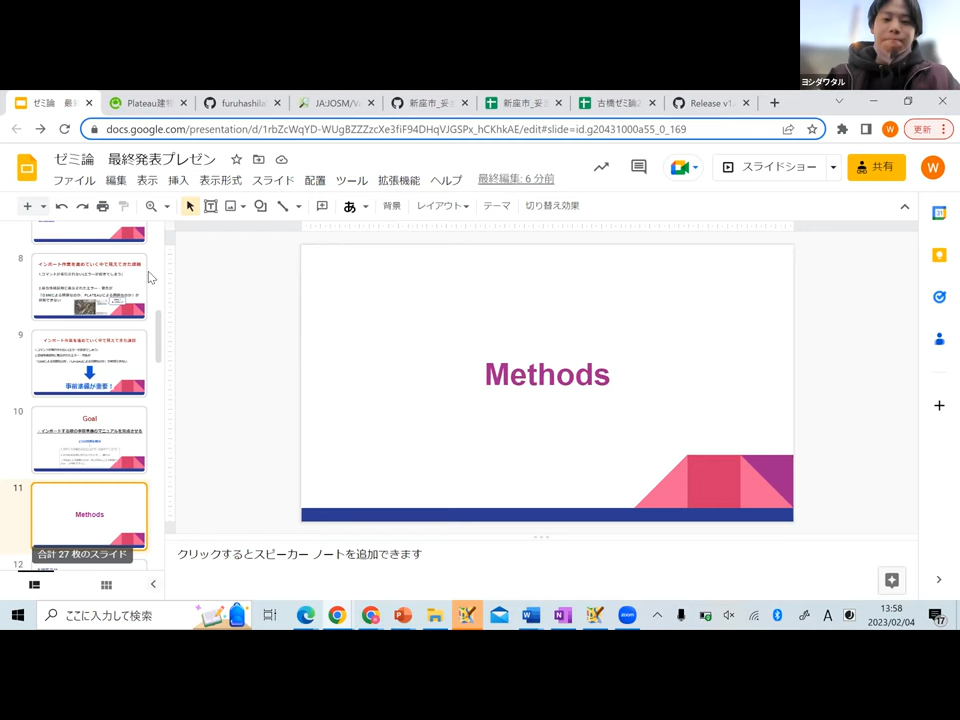 ヨシダワタル
ゼミ論 最
Plateau建物
furuhashila
JA:JOSM/Va
新座市_妥
新座市_妥
古橋ゼミ論2
Release v1.
docs.google.com/presentation/d/1rbZcWqYD-WUgBZZZzcXe3fiF94DHqVJGSPx_hCKhkAE/edit#slide=id.g20431000a55_0_169
更新
W
ゼミ論 最終発表プレゼン
ファイル 編集 表示 挿入 表示形式 スライド 配置 ツール 拡張機能 ヘルプ 最終編集: 6 分前
スライドショー
共有
W
あ
背景 レイアウト テーマ 切り替え効果
8
インポート作業を進めていく中で見えてきた課題
9
インポート作業を進めていく中で見えてきた課題
事前準備が重要！
10
Goal
・インポートする際の事前準備のマニュアルを完成させる
11
Methods
合計 27 枚のスライド
12
Methods
クリックするとスピーカー ノートを追加できます
31
ここに入力して検索
zoom
A
13:58
2023/02/04
17